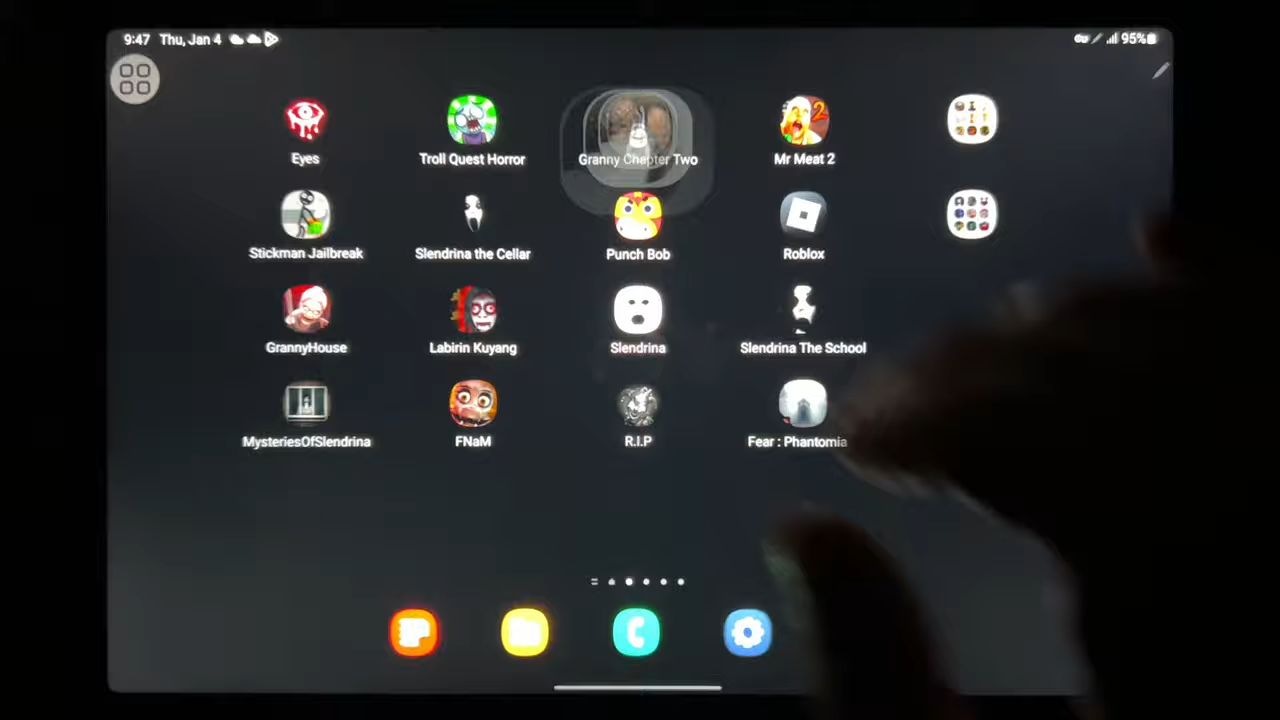 9:47 Thu, Jan 4 95%
Eyes Troll Quest Horror Granny Chapter Two Mr Meat 2
2
Stickman Jailbreak Slendrina the Cellar Punch Bob Roblox
GrannyHouse Labirin Kuyang Slendrina Slendrina The School
MysteriesOfSlendrina FNaM R.I.P Fear : Phantomia